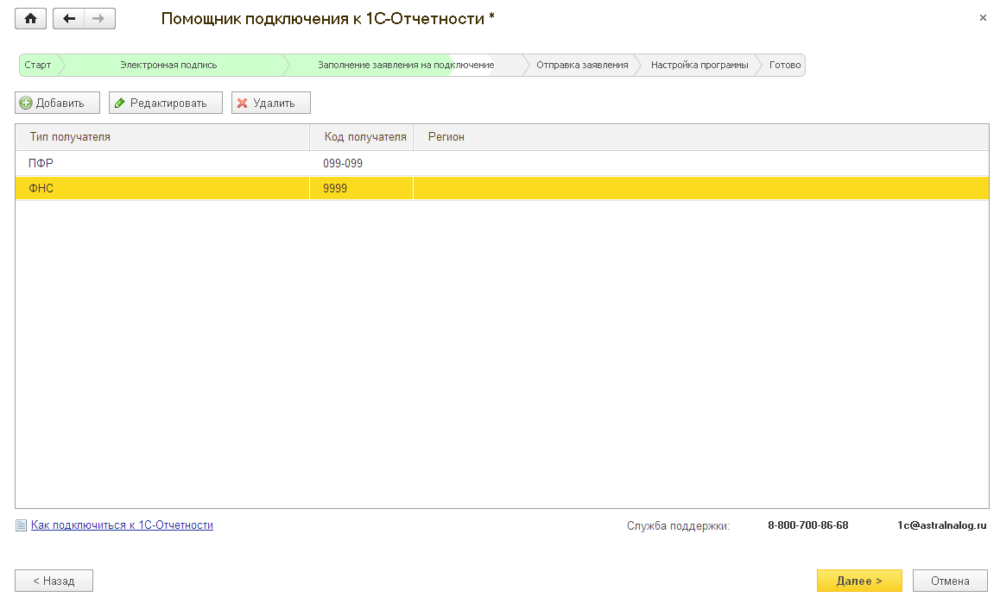 Помощник подключения к 1С-Отчетности *
Старт Электронная подпись Заполнение заявления на подключение Отправка заявления Настройка программы Готово
Добавить Редактировать Удалить
Тип получателя Код получателя Регион
ПФР 099-099
ФНС 9999
Как подключиться к 1С-Отчетности Служба поддержки: 8-800-700-86-68 1c@astralnalog.ru
< Назад Далее > Отмена